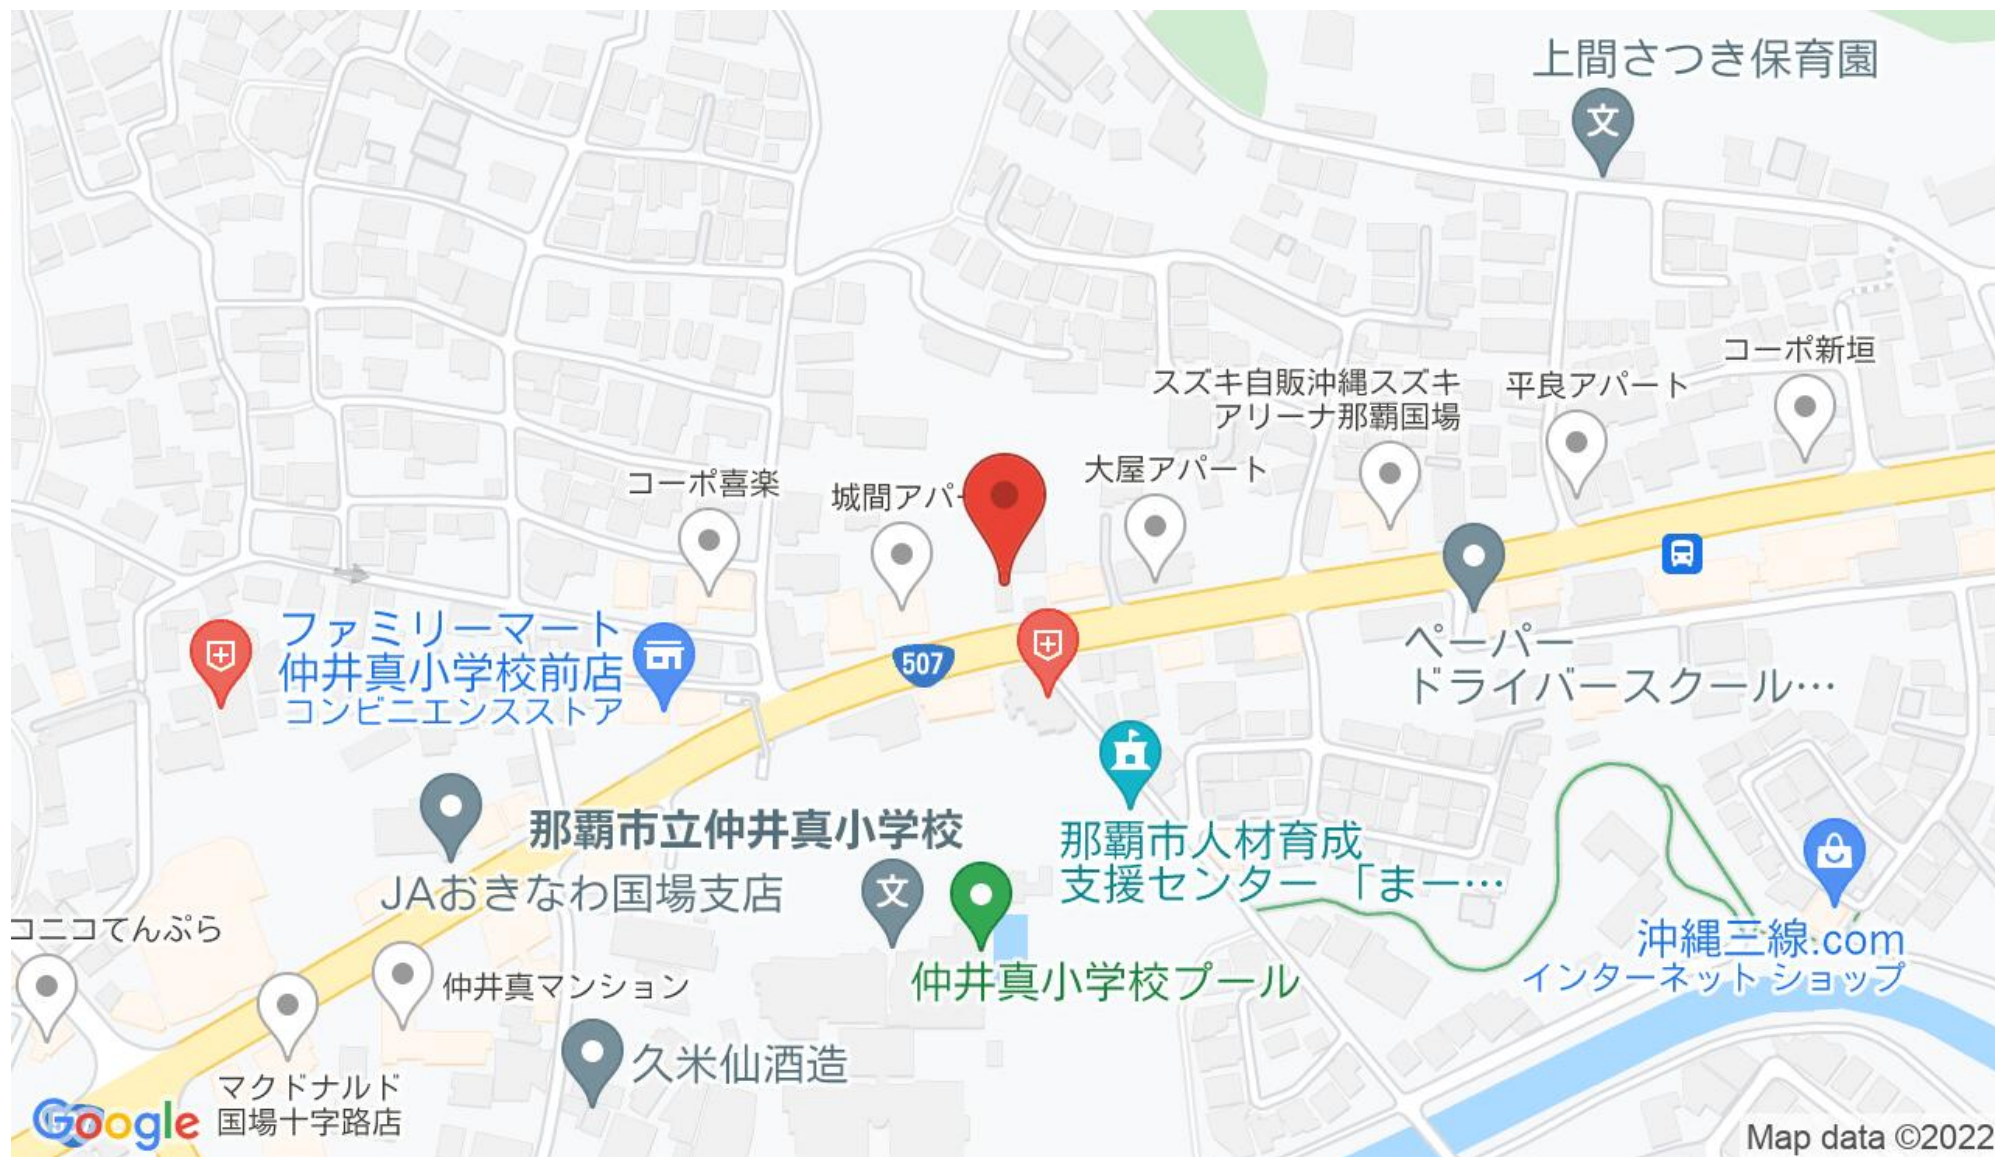 上間さつき保育園
コーポ新垣
スズキ自販沖縄スズキ
アリーナ那覇国場
平良アパート
大屋アパート
コーポ喜楽
城間アパー
ファミリーマート
仲井真小学校前店
コンビニエンスストア
507
ペーパー
ドライバースクール…
那覇市立仲井真小学校
那覇市人材育成
支援センター「まー…
JAおきなわ国場支店
コニコてんぷら
沖縄三線.com
インターネット ショップ
仲井真小学校プール
仲井真マンション
久米仙酒造
マクドナルド
国場十字路店
Google
Map data ©2022